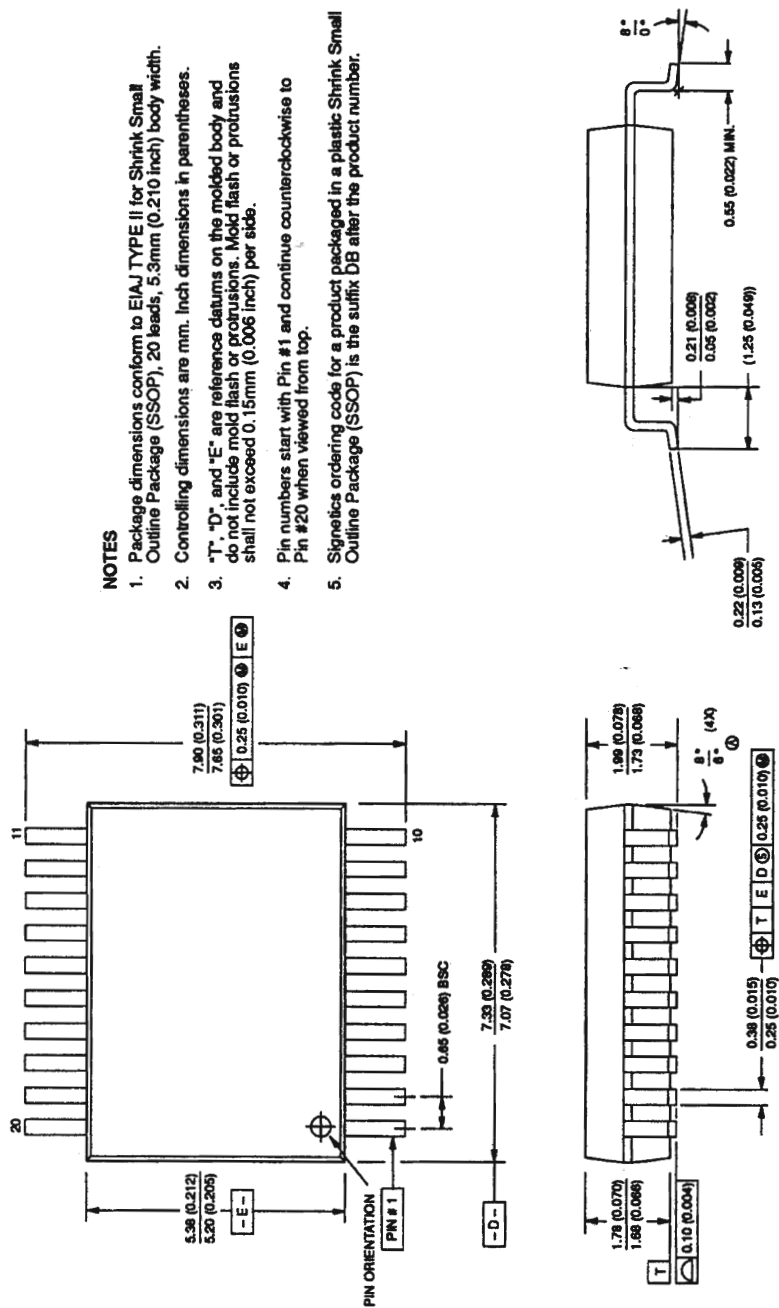 NOTES
1. Package dimensions conform to EIAJ TYPE II for Shrink Small
Outline Package (SSOP), 20 leads, 5.3mm (0.210 inch) body width.
2. Controlling dimensions are mm. Inch dimensions in parentheses.
3. "T", "D", and "E" are reference datums on the molded body and
do not include mold flash or protrusions. Mold flash or protrusions
shall not exceed 0.15mm (0.006 inch) per side.
4. Pin numbers start with Pin #1 and continue counterclockwise to
Pin #20 when viewed from top.
5. Signetics ordering code for a product packaged in a plastic Shrink Small
Outline Package (SSOP) is the suffix DB after the product number.
20
11
10
7.90 (0.311)
7.65 (0.301)
⌖ 0.25 (0.010) Ⓜ E Ⓜ
5.38 (0.212)
5.20 (0.205)
- E -
PIN ORIENTATION
PIN # 1
0.65 (0.026) BSC
7.33 (0.289)
7.07 (0.278)
- D -
1.99 (0.078)
1.73 (0.068)
8°
6°
(4X)
Ⓐ
1.78 (0.070)
1.68 (0.066)
T
⌓ 0.10 (0.004)
0.38 (0.015)
0.25 (0.010)
⌖ T E D Ⓢ 0.25 (0.010) Ⓜ
8°
0°
0.55 (0.022) MIN.
0.21 (0.008)
0.05 (0.002)
(1.25 (0.049))
0.22 (0.009)
0.13 (0.005)